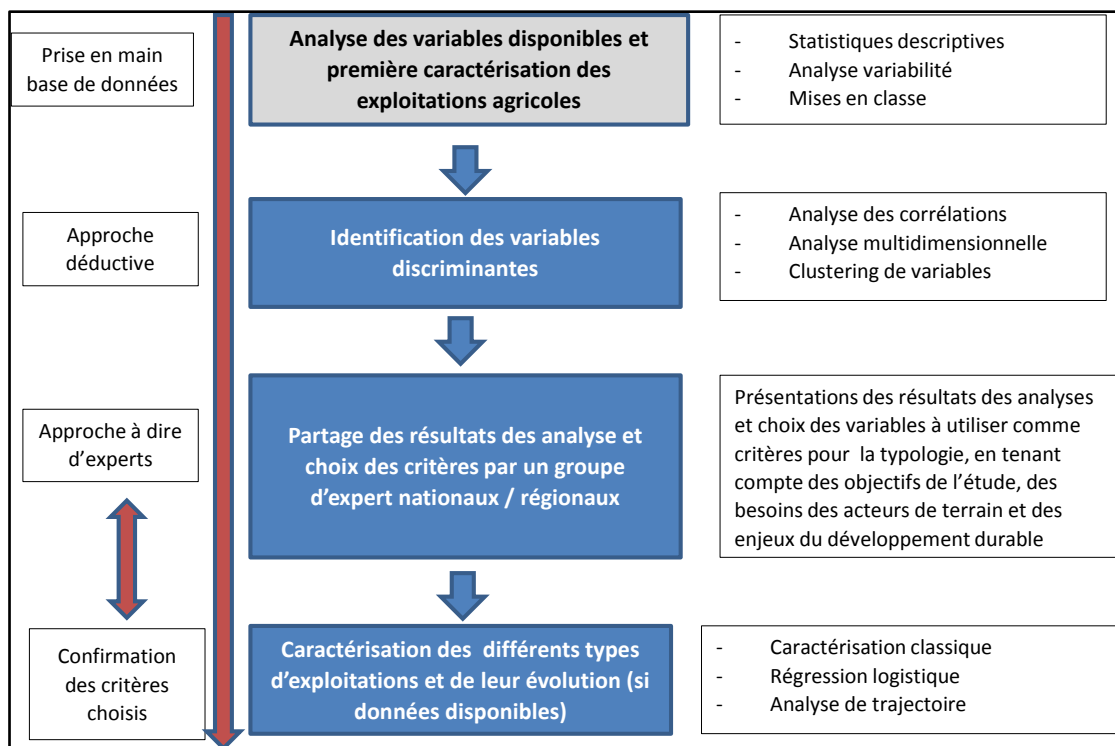 Prise en main
base de données
Analyse des variables disponibles et
première caractérisation des
exploitations agricoles
- Statistiques descriptives
- Analyse variabilité
- Mises en classe
Approche
déductive
Identification des variables
discriminantes
- Analyse des corrélations
- Analyse multidimensionnelle
- Clustering de variables
Approche à dire
d’experts
Partage des résultats des analyse et
choix des critères par un groupe
d’expert nationaux / régionaux
Présentations des résultats des analyses
et choix des variables à utiliser comme
critères pour la typologie, en tenant
compte des objectifs de l’étude, des
besoins des acteurs de terrain et des
enjeux du développement durable
Confirmation
des critères
choisis
Caractérisation des différents types
d’exploitations et de leur évolution (si
données disponibles)
- Caractérisation classique
- Régression logistique
- Analyse de trajectoire